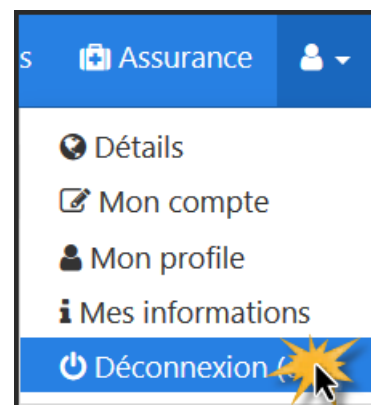 s Assurance
Détails
Mon compte
Mon profile
Mes informations
Déconnexion (